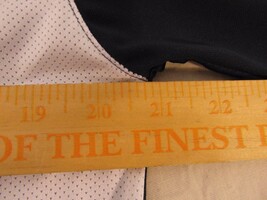 19 20 21 22
OF THE FINEST